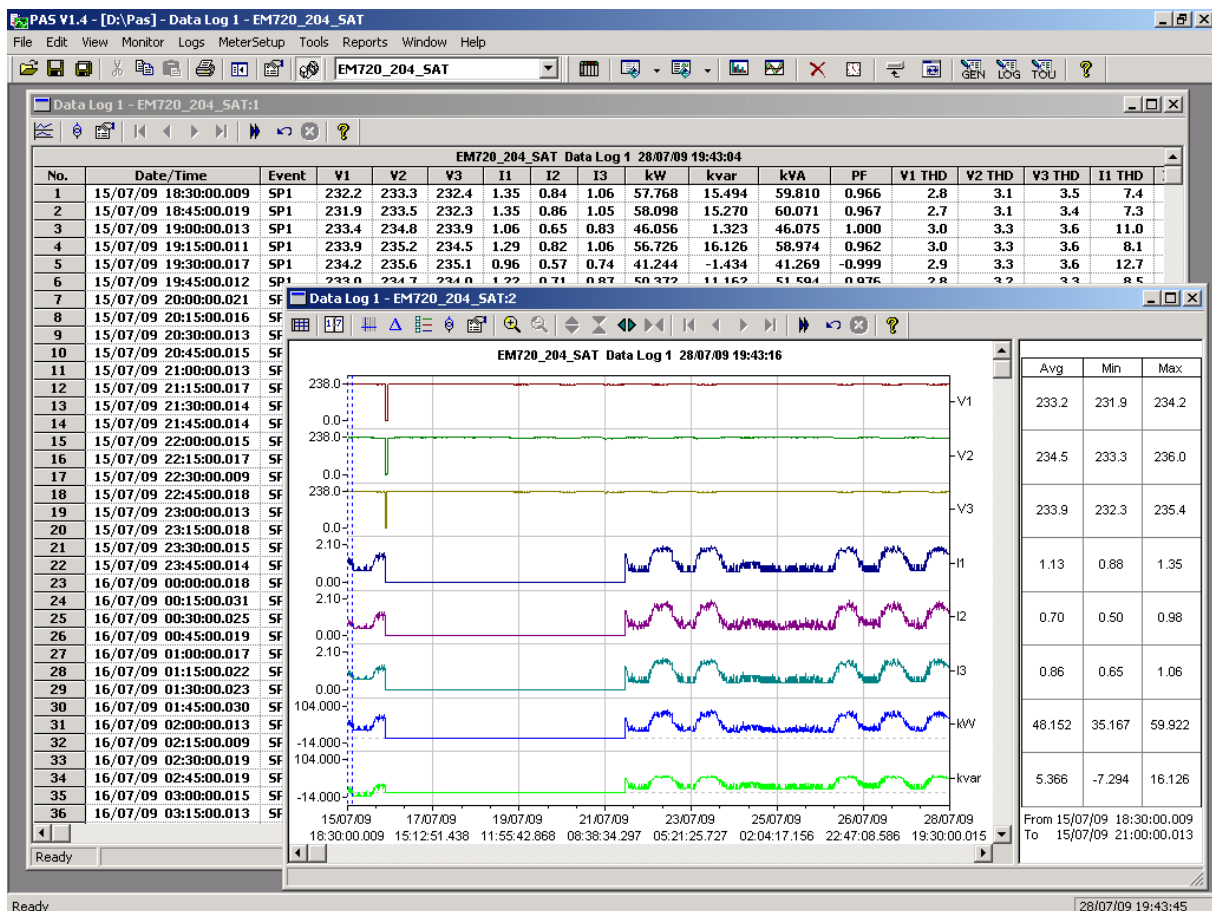 PAS V1.4 - [D:\Pas] - Data Log 1 - EM720_204_SAT
File Edit View Monitor Logs MeterSetup Tools Reports Window Help
EM720_204_SAT
GEN LOG TOU
Data Log 1 - EM720_204_SAT:1
EM720_204_SAT Data Log 1 28/07/09 19:43:04
No. Date/Time Event V1 V2 V3 I1 I2 I3 kW kvar kVA PF V1 THD V2 THD V3 THD I1 THD
1 15/07/09 18:30:00.009 SP1 232.2 233.3 232.4 1.35 0.84 1.06 57.768 15.494 59.810 0.966 2.8 3.1 3.5 7.4
2 15/07/09 18:45:00.019 SP1 231.9 233.5 232.3 1.35 0.86 1.05 58.098 15.270 60.071 0.967 2.7 3.1 3.4 7.3
3 15/07/09 19:00:00.013 SP1 233.4 234.8 233.9 1.06 0.65 0.83 46.056 1.323 46.075 1.000 3.0 3.3 3.6 11.0
4 15/07/09 19:15:00.011 SP1 233.9 235.2 234.5 1.29 0.82 1.06 56.726 16.126 58.974 0.962 3.0 3.3 3.6 8.1
5 15/07/09 19:30:00.017 SP1 234.2 235.6 235.1 0.96 0.57 0.74 41.244 -1.434 41.269 -0.999 2.9 3.3 3.6 12.7
6 15/07/09 19:45:00.012 SP1 233.0 234.7 234.0 1.22 0.71 0.87 50.372 11.162 51.594 0.976 2.8 3.2 3.3 8.5
7 15/07/09 20:00:00.021
8 15/07/09 20:15:00.016
9 15/07/09 20:30:00.013
10 15/07/09 20:45:00.015
11 15/07/09 21:00:00.013
12 15/07/09 21:15:00.017
13 15/07/09 21:30:00.014
14 15/07/09 21:45:00.014
15 15/07/09 22:00:00.015
16 15/07/09 22:15:00.017
17 15/07/09 22:30:00.009
18 15/07/09 22:45:00.018
19 15/07/09 23:00:00.013
20 15/07/09 23:15:00.018
21 15/07/09 23:30:00.015
22 15/07/09 23:45:00.014
23 16/07/09 00:00:00.018
24 16/07/09 00:15:00.031
25 16/07/09 00:30:00.025
26 16/07/09 00:45:00.019
27 16/07/09 01:00:00.017
28 16/07/09 01:15:00.022
29 16/07/09 01:30:00.023
30 16/07/09 01:45:00.030
31 16/07/09 02:00:00.013
32 16/07/09 02:15:00.009
33 16/07/09 02:30:00.019
34 16/07/09 02:45:00.019
35 16/07/09 03:00:00.015
36 16/07/09 03:15:00.013
Ready
Data Log 1 - EM720_204_SAT:2
EM720_204_SAT Data Log 1 28/07/09 19:43:16
Avg Min Max
238.0
0.0
V1 233.2 231.9 234.2
238.0
0.0
V2 234.5 233.3 236.0
238.0
0.0
V3 233.9 232.3 235.4
2.10
0.00
I1 1.13 0.88 1.35
2.10
0.00
I2 0.70 0.50 0.98
2.10
0.00
I3 0.86 0.65 1.06
104.000
-14.000
kW 48.152 35.167 59.922
104.000
-14.000
kvar 5.366 -7.294 16.126
15/07/09 17/07/09 19/07/09 21/07/09 23/07/09 25/07/09 26/07/09 28/07/09
18:30:00.009 15:12:51.438 11:55:42.868 08:38:34.297 05:21:25.727 02:04:17.156 22:47:08.586 19:30:00.015
From 15/07/09 18:30:00.009
To 15/07/09 21:00:00.013
Ready
28/07/09 19:43:45